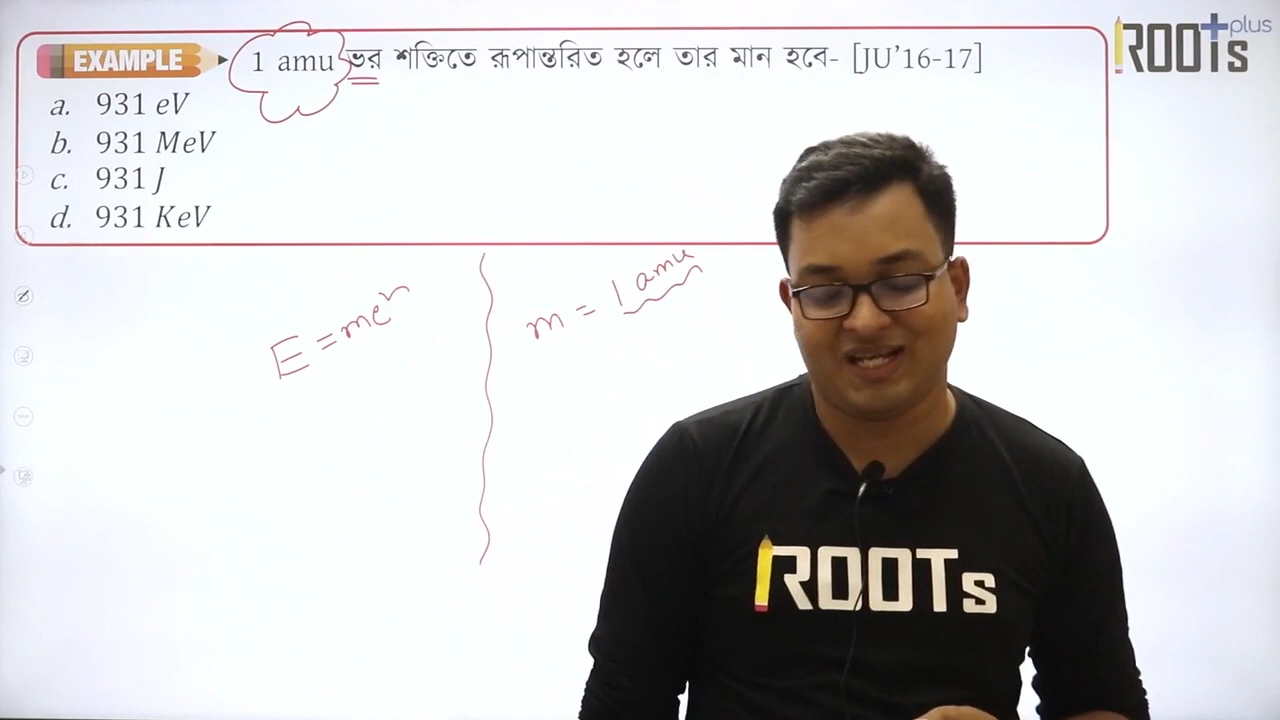 EXAMPLE 1 amu ভর শক্তিতে রূপান্তরিত হলে তার মান হবে- [JU'16-17]
a. 931 eV
b. 931 MeV
c. 931 J
d. 931 KeV
ROOTs plus
E = mc²
m = 1 amu
ROOTs